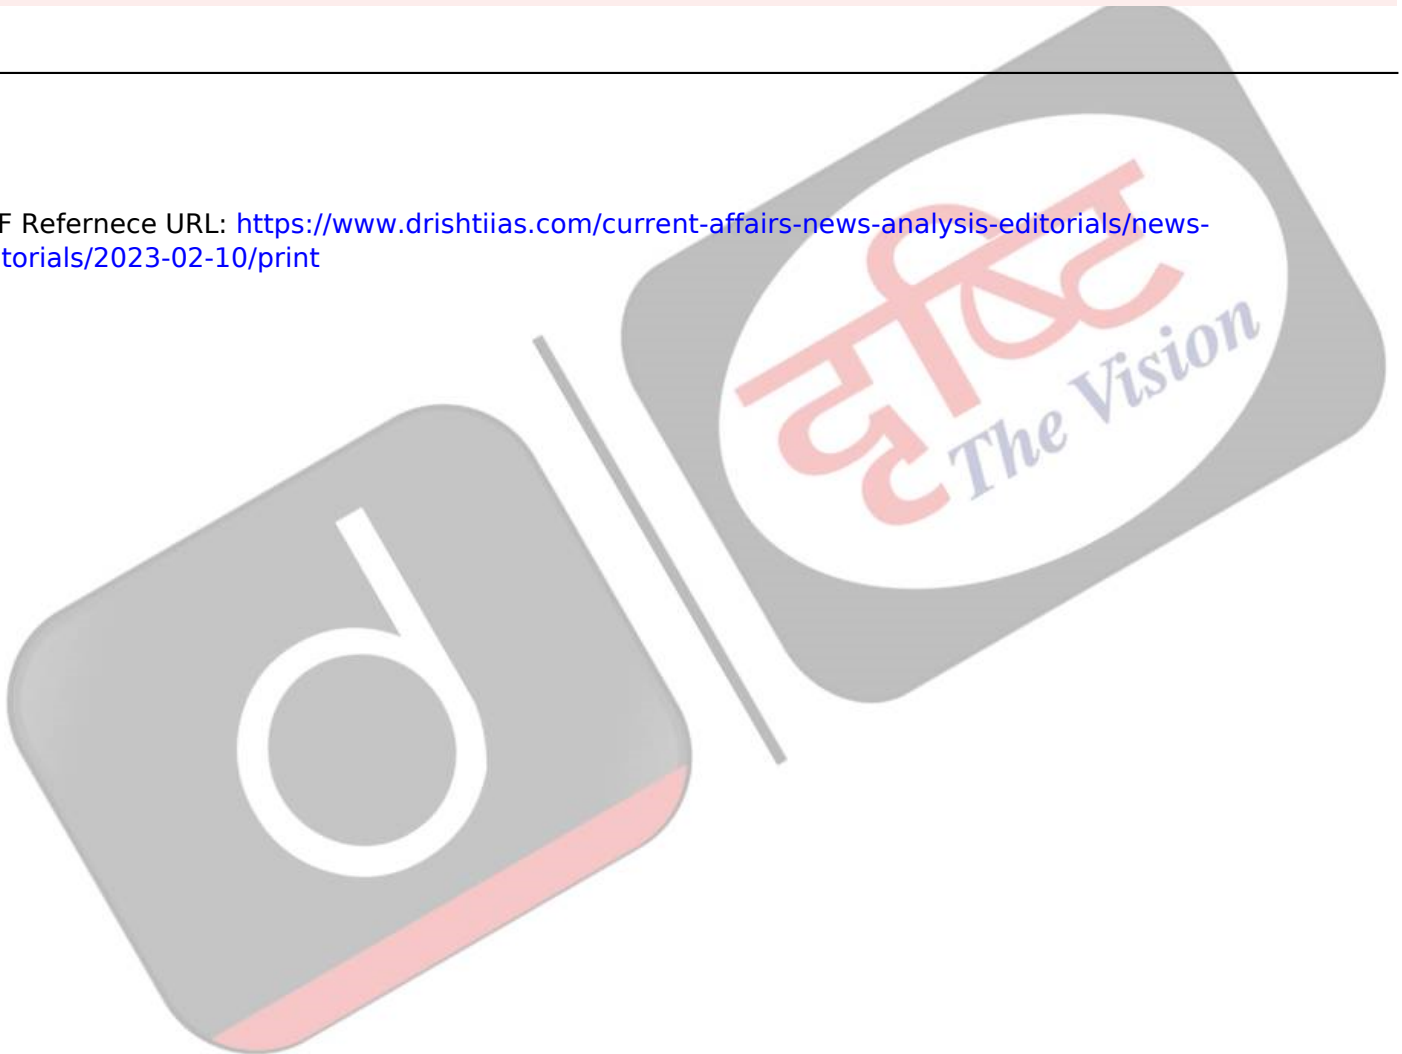 F Refernece URL: https://www.drishtiias.com/current-affairs-news-analysis-editorials/news-
torials/2023-02-10/print
दृष्टि
The Vision
d